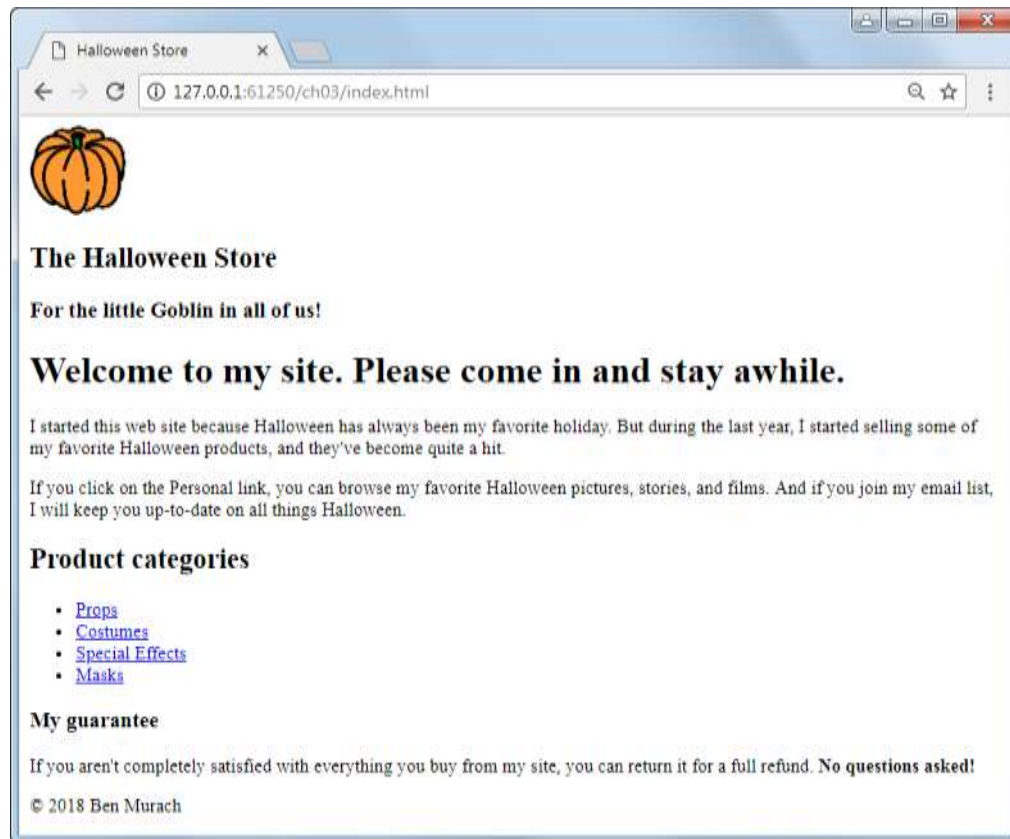 Halloween Store
127.0.0.1:61250/ch03/index.html
The Halloween Store
For the little Goblin in all of us!
Welcome to my site. Please come in and stay awhile.
I started this web site because Halloween has always been my favorite holiday. But during the last year, I started selling some of
my favorite Halloween products, and they've become quite a hit.
If you click on the Personal link, you can browse my favorite Halloween pictures, stories, and films. And if you join my email list,
I will keep you up-to-date on all things Halloween.
Product categories
Props
Costumes
Special Effects
Masks
My guarantee
If you aren't completely satisfied with everything you buy from my site, you can return it for a full refund. No questions asked!
© 2018 Ben Murach